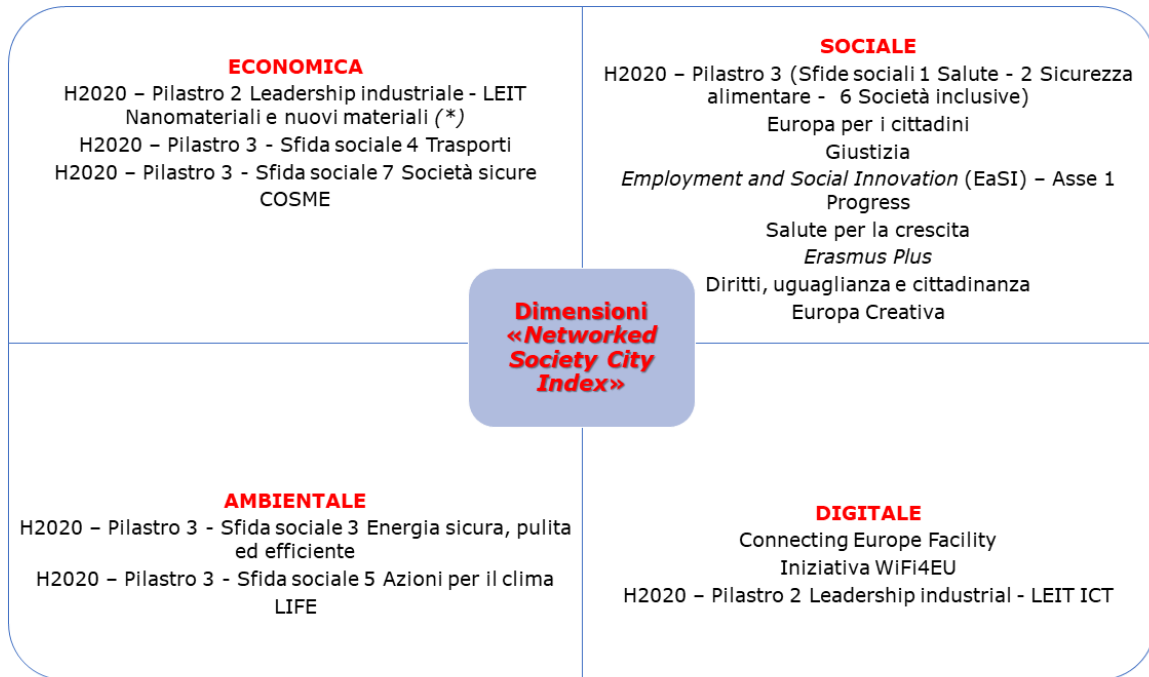 ECONOMICA
H2020 – Pilastro 2 Leadership industriale - LEIT
Nanomateriali e nuovi materiali (*)
H2020 – Pilastro 3 - Sfida sociale 4 Trasporti
H2020 – Pilastro 3 - Sfida sociale 7 Società sicure
COSME
SOCIALE
H2020 – Pilastro 3 (Sfide sociali 1 Salute - 2 Sicurezza
alimentare - 6 Società inclusive)
Europa per i cittadini
Giustizia
Employment and Social Innovation (EaSI) – Asse 1
Progress
Salute per la crescita
Erasmus Plus
Diritti, uguaglianza e cittadinanza
Europa Creativa
Dimensioni
«Networked
Society City
Index»
AMBIENTALE
H2020 – Pilastro 3 - Sfida sociale 3 Energia sicura, pulita
ed efficiente
H2020 – Pilastro 3 - Sfida sociale 5 Azioni per il clima
LIFE
DIGITALE
Connecting Europe Facility
Iniziativa WiFi4EU
H2020 – Pilastro 2 Leadership industrial - LEIT ICT